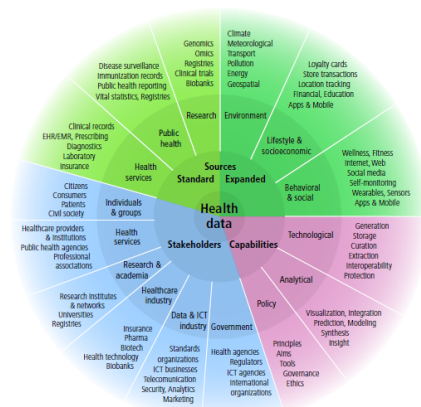 Health
data
Sources
Standard
Expanded
Stakeholders
Capabilities
Health
services
Clinical records
EHR/EMR, Prescribing
Diagnostics
Laboratory
Insurance
Public
health
Disease surveillance
Immunization records
Public health reporting
Vital statistics, Registries
Research
Genomics
Omics
Registries
Clinical trials
Biobanks
Environment
Climate
Meteorological
Transport
Pollution
Energy
Geospatial
Lifestyle &
socioeconomic
Loyalty cards
Store transactions
Location tracking
Financial, Education
Apps & Mobile
Behavioral
& social
Wellness, Fitness
Internet, Web
Social media
Self-monitoring
Wearables, Sensors
Apps & Mobile
Technological
Generation
Storage
Curation
Extraction
Interoperability
Protection
Analytical
Visualization, Integration
Prediction, Modeling
Synthesis
Insight
Policy
Principles
Aims
Tools
Governance
Ethics
Government
Health agencies
Regulators
ICT agencies
International
organizations
Data & ICT
industry
Standards
organizations
ICT businesses
Telecommunication
Security, Analytics
Marketing
Healthcare
industry
Insurance
Pharma
Biotech
Health technology
Biobanks
Research &
academia
Research institutes
& networks
Universities
Registries
Health
services
Healthcare providers
& institutions
Public health agencies
Professional
associations
Individuals
& groups
Citizens
Consumers
Patients
Civil society